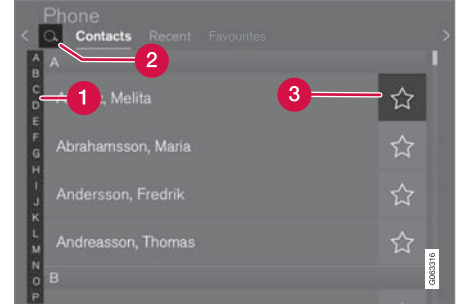 Phone
Contacts Recent Favourites
2
A
A
B
C
D
E
F
G
H
I
J
K
L
M
N
O
P
1
Melita
3
Abrahamsson, Maria
Andersson, Fredrik
Andreasson, Thomas
B
G063316